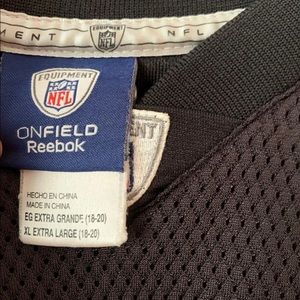 MENT
NFL
EQUIPMENT
NFL
ONFIELD
Reebok
MENT
HECHO EN CHINA
MADE IN CHINA
EG EXTRA GRANDE (18-20)
XL EXTRA LARGE (18-20)